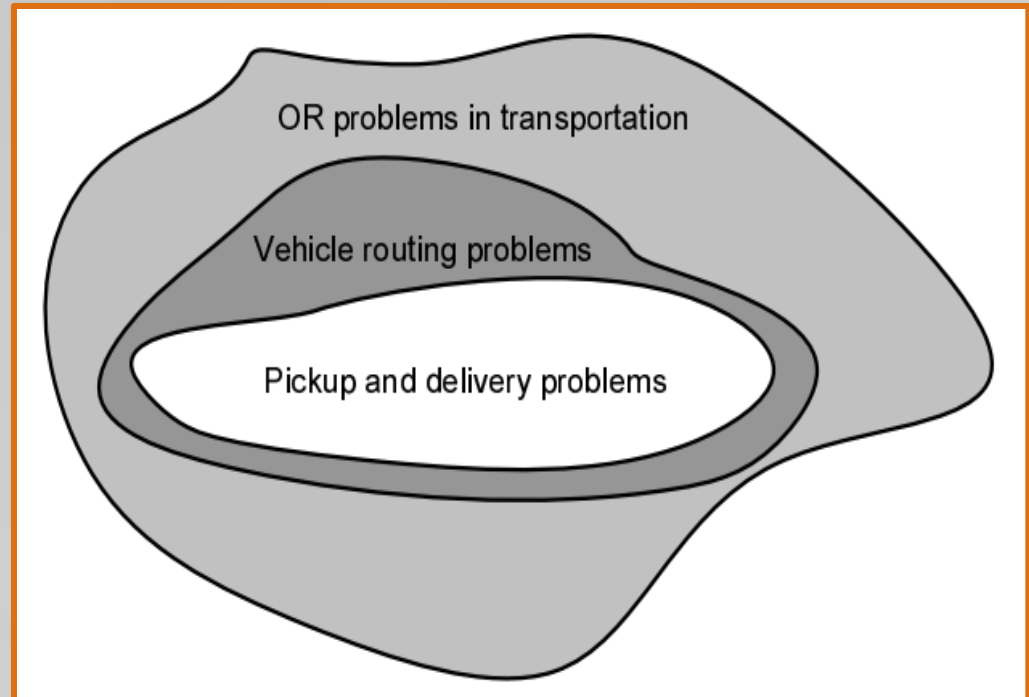 OR problems in transportation
Vehicle routing problems
Pickup and delivery problems